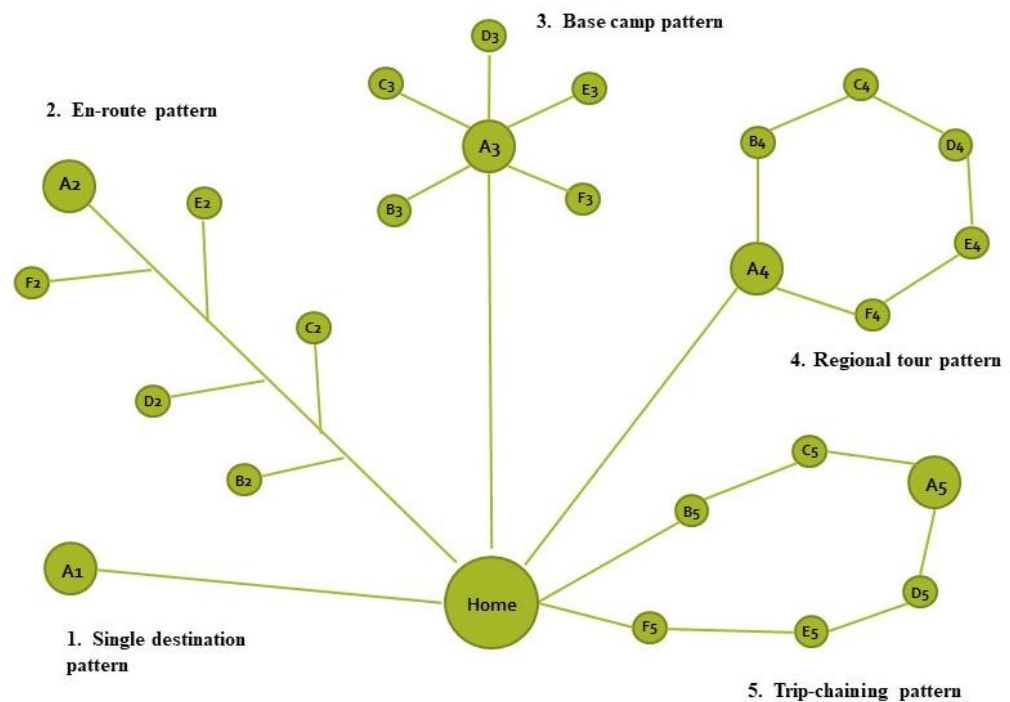 D3
3. Base camp pattern
C3
E3
C4
2. En-route pattern
B4
D4
A3
A2
E2
B3
F3
E4
A4
F2
F4
C2
4. Regional tour pattern
D2
C5
B2
A5
B5
A1
D5
Home
F5
E5
1. Single destination
pattern
5. Trip-chaining pattern